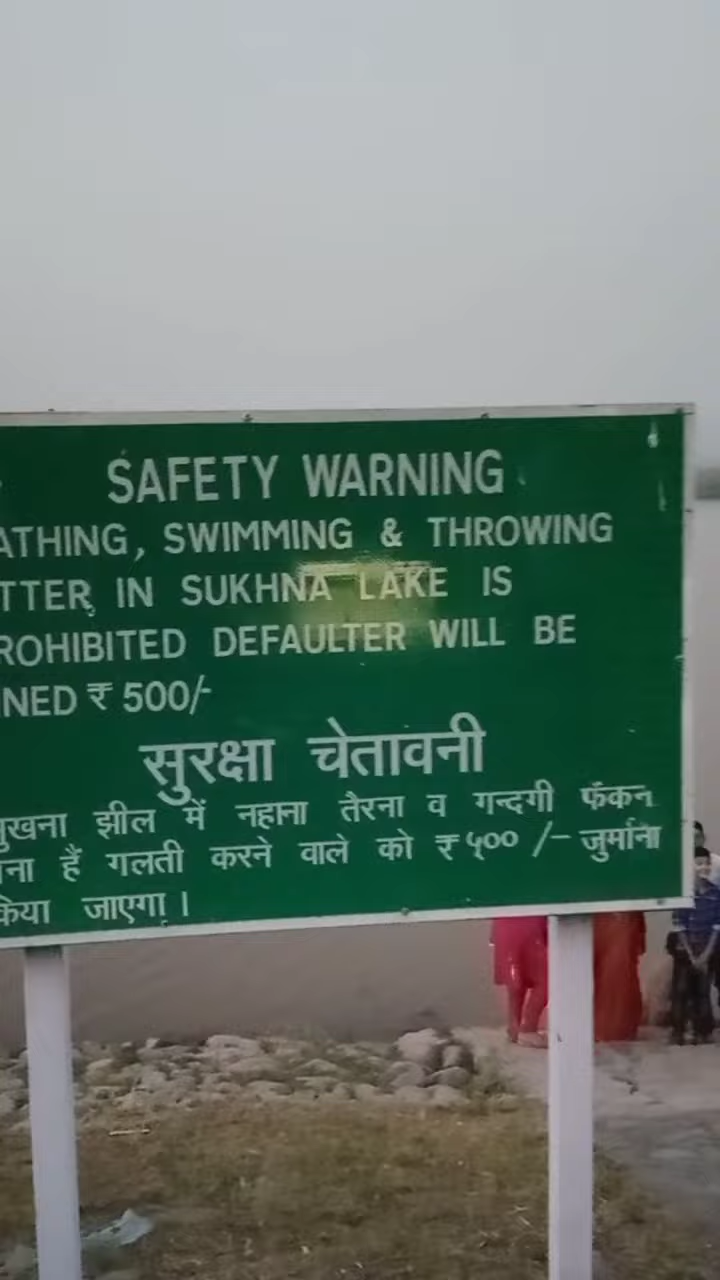 SAFETY WARNING
ATHING, SWIMMING & THROWING
TTER, IN SUKHNA LAKE IS
ROHIBITED DEFAULTER WILL BE
INED ₹ 500/-
सुरक्षा चेतावनी
ुखना झील में नहाना तैरना व गन्दगी फंकन
ना हैं गलती करने वाले को ₹ ५०० /- जुर्माना
किया जाएगा।